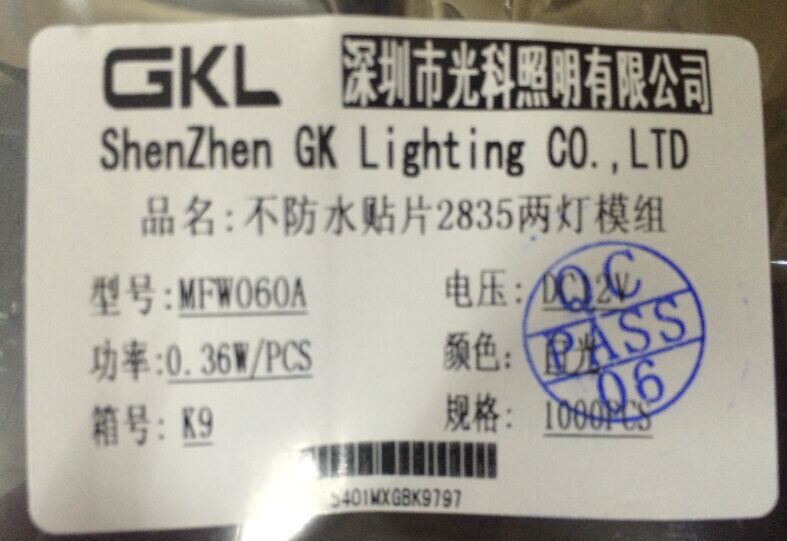 GKL 深圳市光科照明有限公司
ShenZhen GK Lighting CO.,LTD
品名:不防水贴片2835两灯模组
型号:MFW060A 电压:DC12V
功率:0.36W/PCS 颜色:光
箱号:K9 规格:1000PCS
QC
PASS
06
5401MXGBK9797